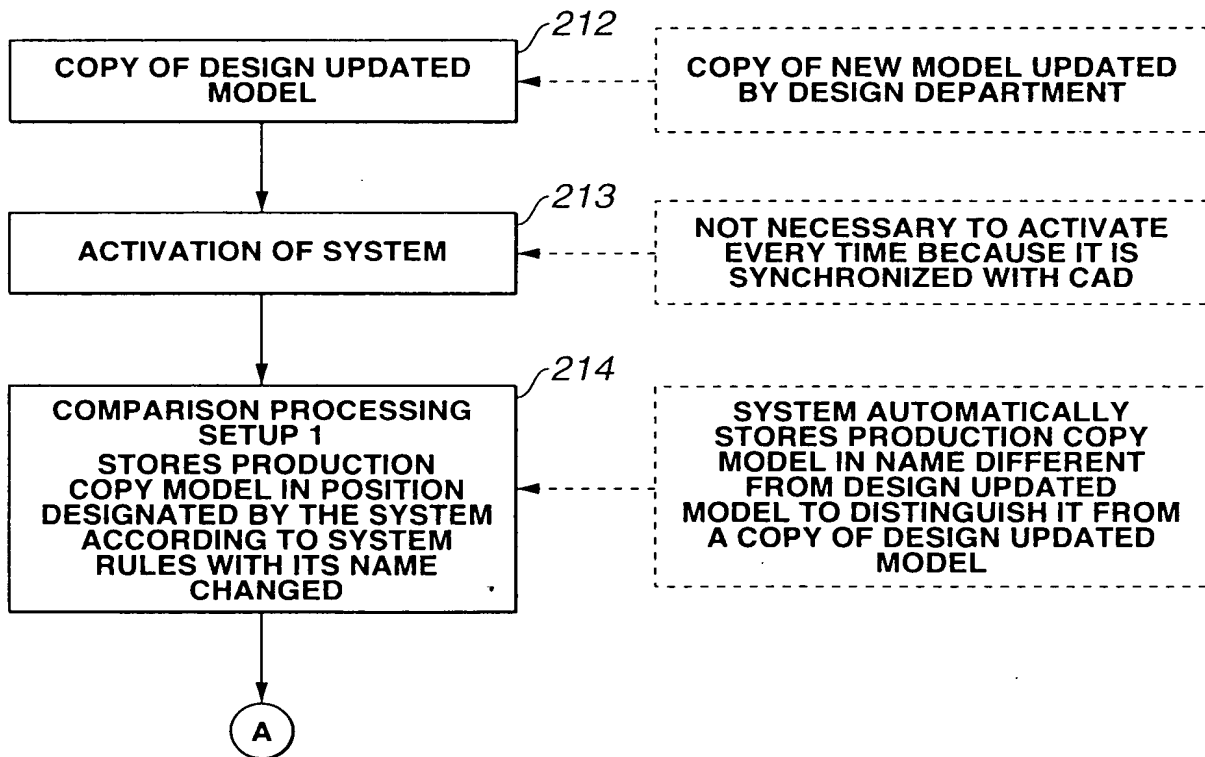 212
COPY OF DESIGN UPDATED
MODEL
COPY OF NEW MODEL UPDATED
BY DESIGN DEPARTMENT
213
ACTIVATION OF SYSTEM
NOT NECESSARY TO ACTIVATE
EVERY TIME BECAUSE IT IS
SYNCHRONIZED WITH CAD
214
COMPARISON PROCESSING
SETUP 1
STORES PRODUCTION
COPY MODEL IN POSITION
DESIGNATED BY THE SYSTEM
ACCORDING TO SYSTEM
RULES WITH ITS NAME
CHANGED
SYSTEM AUTOMATICALLY
STORES PRODUCTION COPY
MODEL IN NAME DIFFERENT
FROM DESIGN UPDATED
MODEL TO DISTINGUISH IT FROM
A COPY OF DESIGN UPDATED
MODEL
A